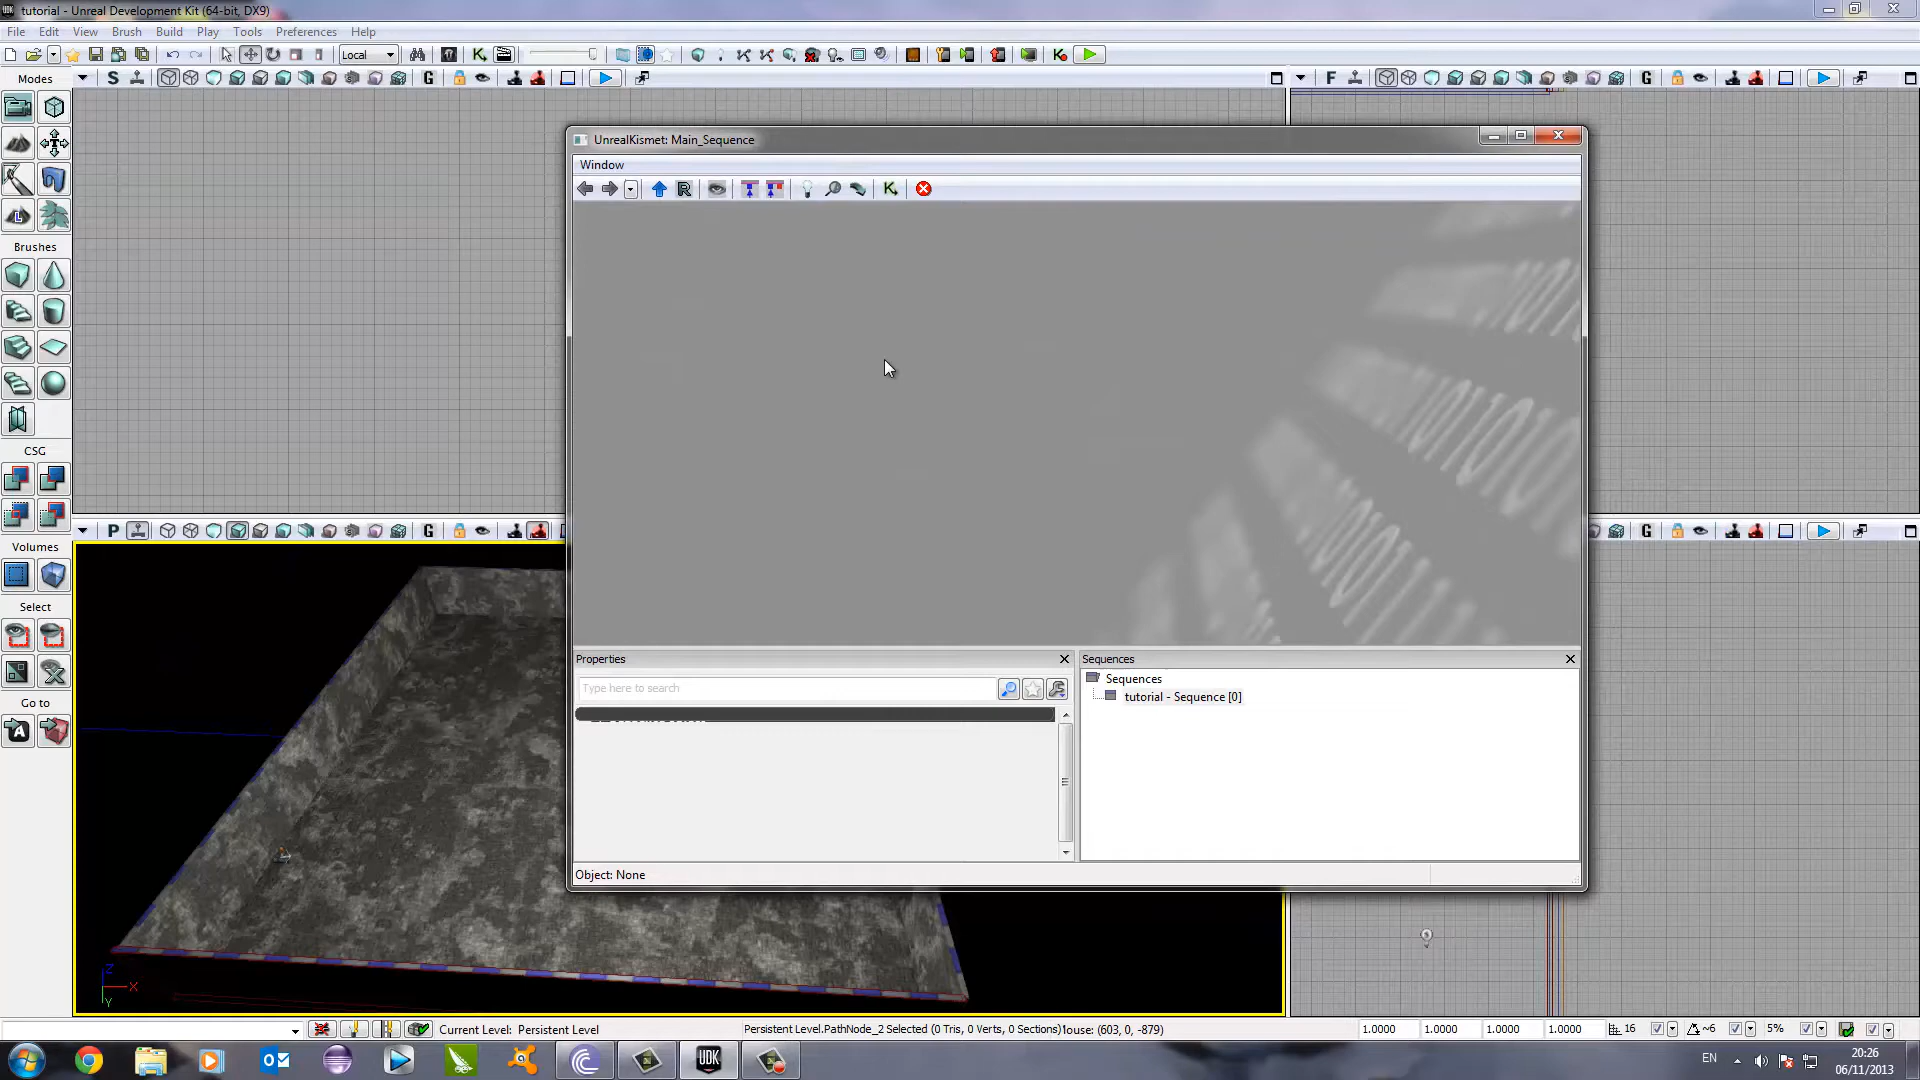 tutorial - Unreal Development Kit (64-bit, DX9)
File Edit View Brush Build Play Tools Preferences Help
Local
Modes
S G
F G
Brushes
CSG
Volumes
Select
Go to
P G
G
UnrealKismet: Main_Sequence
Window
Properties
Type here to search
Sequences
Sequences
tutorial - Sequence [0]
Object: None
Z
X
Y
Current Level: Persistent Level
Persistent Level.PathNode_2 Selected (0 Tris, 0 Verts, 0 Sections)
Mouse: (603, 0, -879)
1.0000 1.0000 1.0000 1.0000 16 ~6 5%
UDK
EN
20:26
06/11/2013